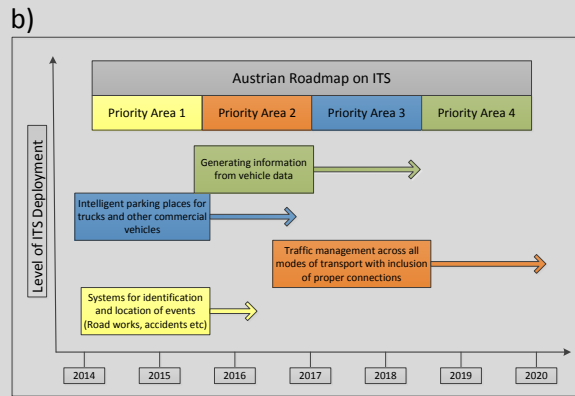 b)
Austrian Roadmap on ITS
Priority Area 1
Priority Area 2
Priority Area 3
Priority Area 4
Generating information
from vehicle data
Intelligent parking places for
trucks and other commercial
vehicles
Traffic management across all
modes of transport with inclusion
of proper connections
Systems for identification
and location of events
(Road works, accidents etc)
Level of ITS Deployment
2014
2015
2016
2017
2018
2019
2020